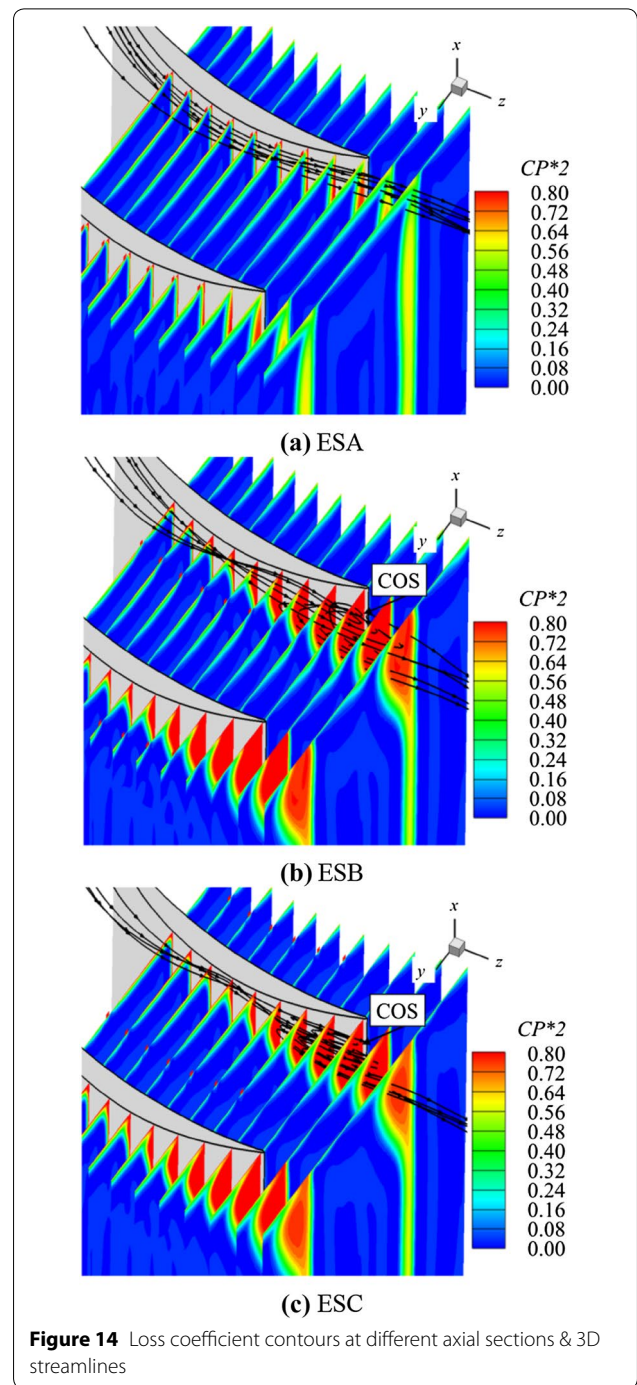 x
y
z
CP*2
0.80
0.72
0.64
0.56
0.48
0.40
0.32
0.24
0.16
0.08
0.00
(a) ESA
x
y
z
COS
CP*2
0.80
0.72
0.64
0.56
0.48
0.40
0.32
0.24
0.16
0.08
0.00
(b) ESB
x
y
z
COS
CP*2
0.80
0.72
0.64
0.56
0.48
0.40
0.32
0.24
0.16
0.08
0.00
(c) ESC
Figure 14 Loss coefficient contours at different axial sections & 3D
streamlines